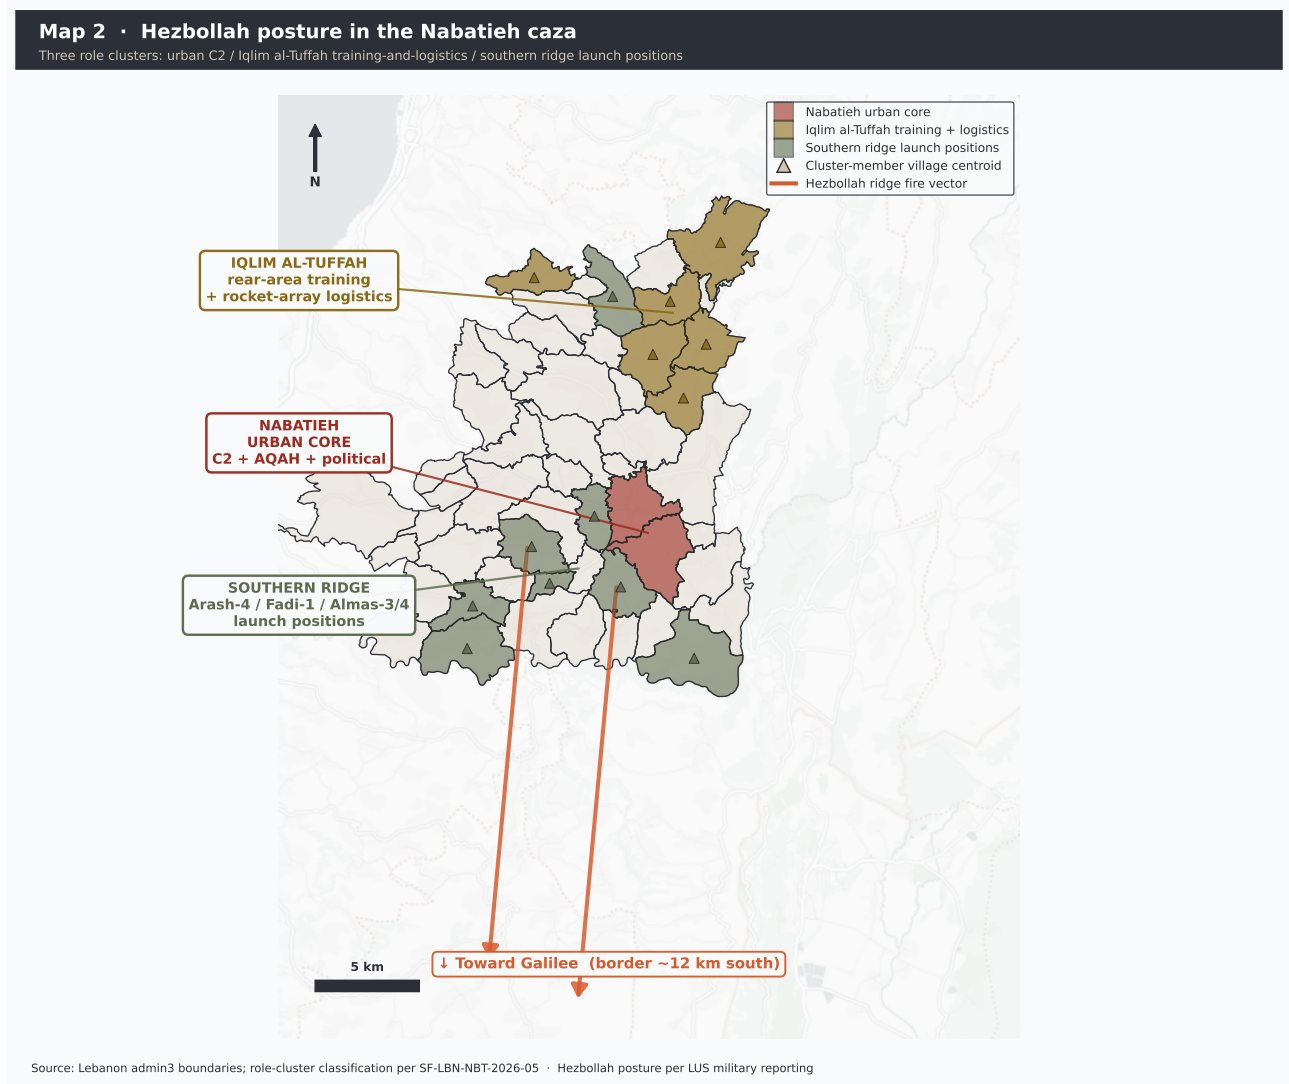 Map 2  ·  Hezbollah posture in the Nabatieh caza
Three role clusters: urban C2 / Iqlim al-Tuffah training-and-logistics / southern ridge launch positions
Nabatieh urban core
Iqlim al-Tuffah training + logistics
Southern ridge launch positions
Cluster-member village centroid
Hezbollah ridge fire vector
N
IQLIM AL-TUFFAH
rear-area training
+ rocket-array logistics
NABATIEH
URBAN CORE
C2 + AQAH + political
SOUTHERN RIDGE
Arash-4 / Fadi-1 / Almas-3/4
launch positions
↓ Toward Galilee  (border ~12 km south)
5 km
Source: Lebanon admin3 boundaries; role-cluster classification per SF-LBN-NBT-2026-05  ·  Hezbollah posture per LUS military reporting